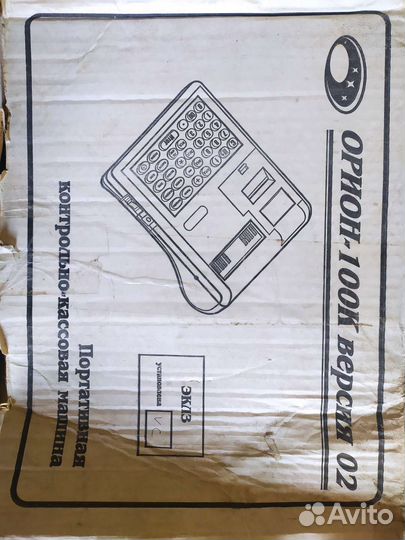 ОРИОН-100К версия 02
ЭКЛЗ
установлена
Портативная
контрольно-кассовая машина
Avito